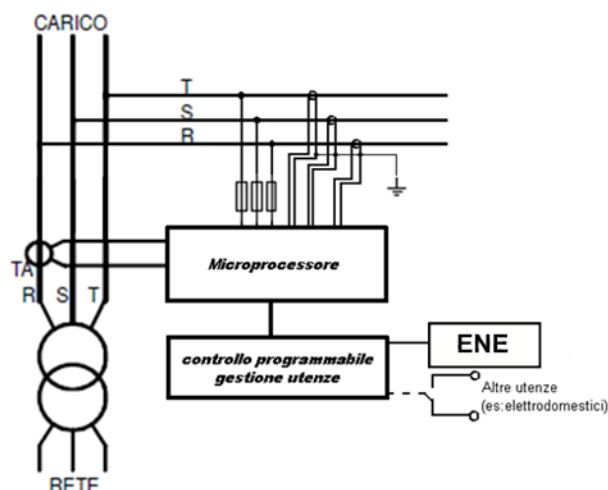 CARICO
T
S
R
TA
R S T
Microprocessore
controllo programmabile
gestione utenze
ENE
Altre utenze
(es:elettrodomestici)
RETE